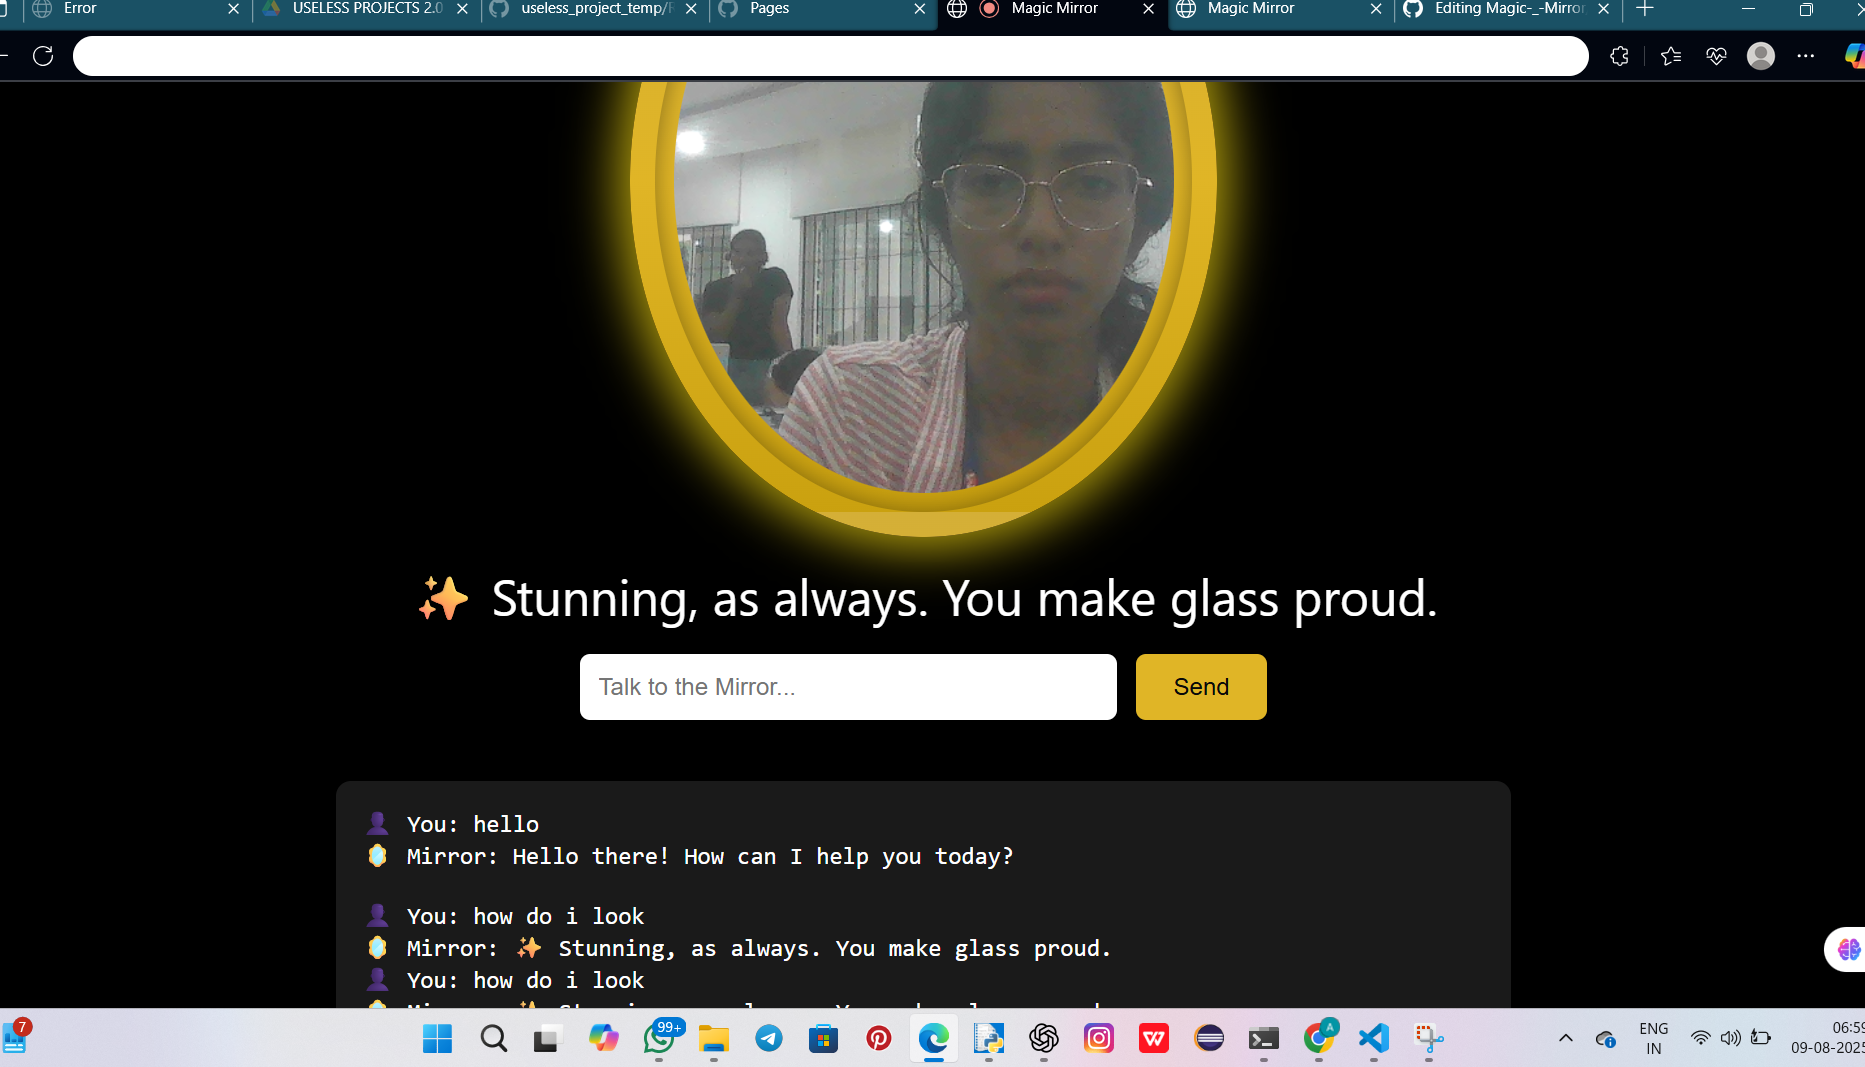 Error
USELESS PROJECTS 2.0
useless_project_temp/
Pages
Magic Mirror
Magic Mirror
Editing Magic-_-Mirror
✨ Stunning, as always. You make glass proud.
Talk to the Mirror...
Send
👤 You: hello
🪞 Mirror: Hello there! How can I help you today?
👤 You: how do i look
🪞 Mirror: ✨ Stunning, as always. You make glass proud.
👤 You: how do i look
7
99+
A
ENG
IN
06:59
09-08-2025